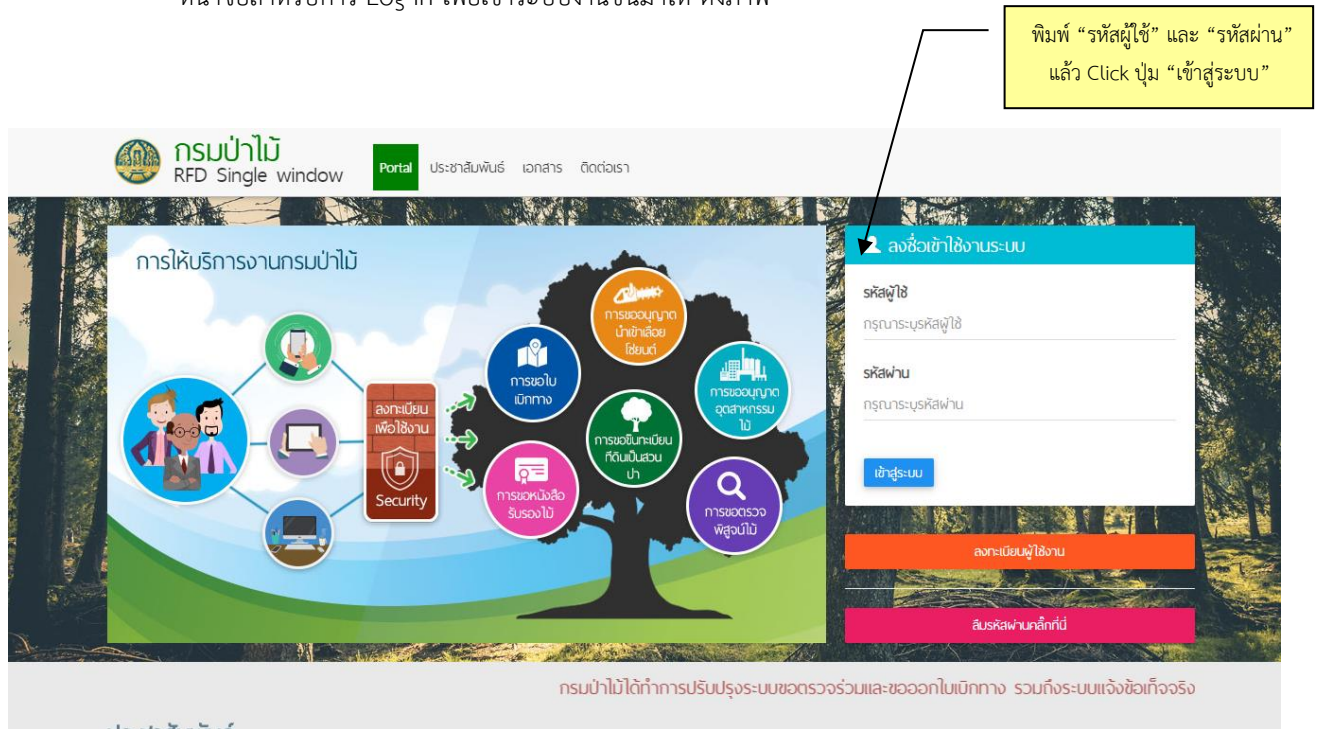 พิมพ์ “รหัสผู้ใช้” และ “รหัสผ่าน”
แล้ว Click ปุ่ม “เข้าสู่ระบบ”
กรมป่าไม้
RFD Single window
Portal ประชาสัมพันธ์ เอกสาร ติดต่อเรา
การให้บริการงานกรมป่าไม้
ลงทะเบียน
เพื่อใช้งาน
Security
การขออนุญาต
นำเข้าเลื่อย
โซ่ยนต์
การขอใบ
เบิกทาง
การขออนุญาต
อุตสาหกรรม
ไม้
การขอขึ้นทะเบียน
ที่ดินเป็นสวน
ป่า
การขอหนังสือ
รับรองไม้
การขอตรวจ
พิสูจน์ไม้
ลงชื่อเข้าใช้งานระบบ
รหัสผู้ใช้
กรุณาระบุรหัสผู้ใช้
รหัสผ่าน
กรุณาระบุรหัสผ่าน
เข้าสู่ระบบ
ลงทะเบียนผู้ใช้งาน
ลืมรหัสผ่านคลิ๊กที่นี่
กรมป่าไม้ได้ทำการปรับปรุงระบบขอตรวจร่วมและขอออกใบเบิกทาง รวมถึงระบบแจ้งข้อเท็จจริง